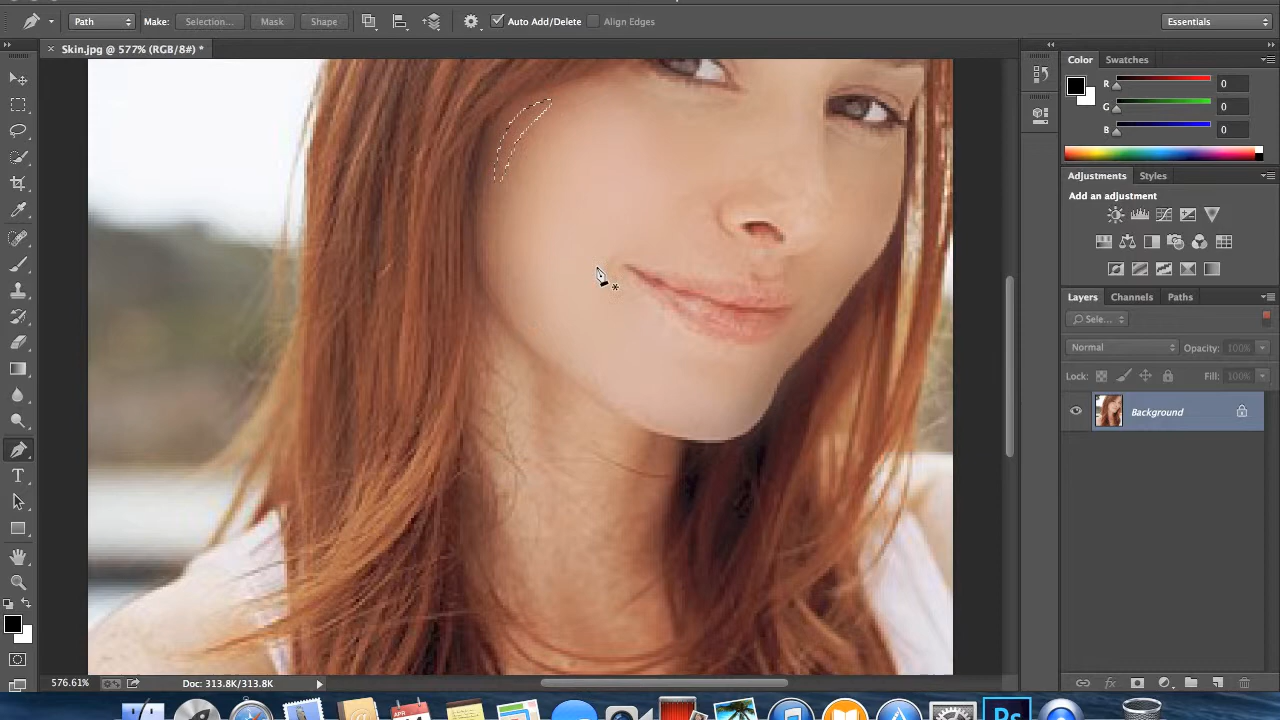 Path Make: Selection... Mask Shape Auto Add/Delete Align Edges Essentials
× Skin.jpg @ 577% (RGB/8#) *
Color Swatches
R 0
G 0
B 0
Adjustments Styles
Add an adjustment
Layers Channels Paths
Sele...
Normal Opacity: 100%
Lock: Fill: 100%
Background
T
576.61% Doc: 313.8K/313.8K
APR
Ps